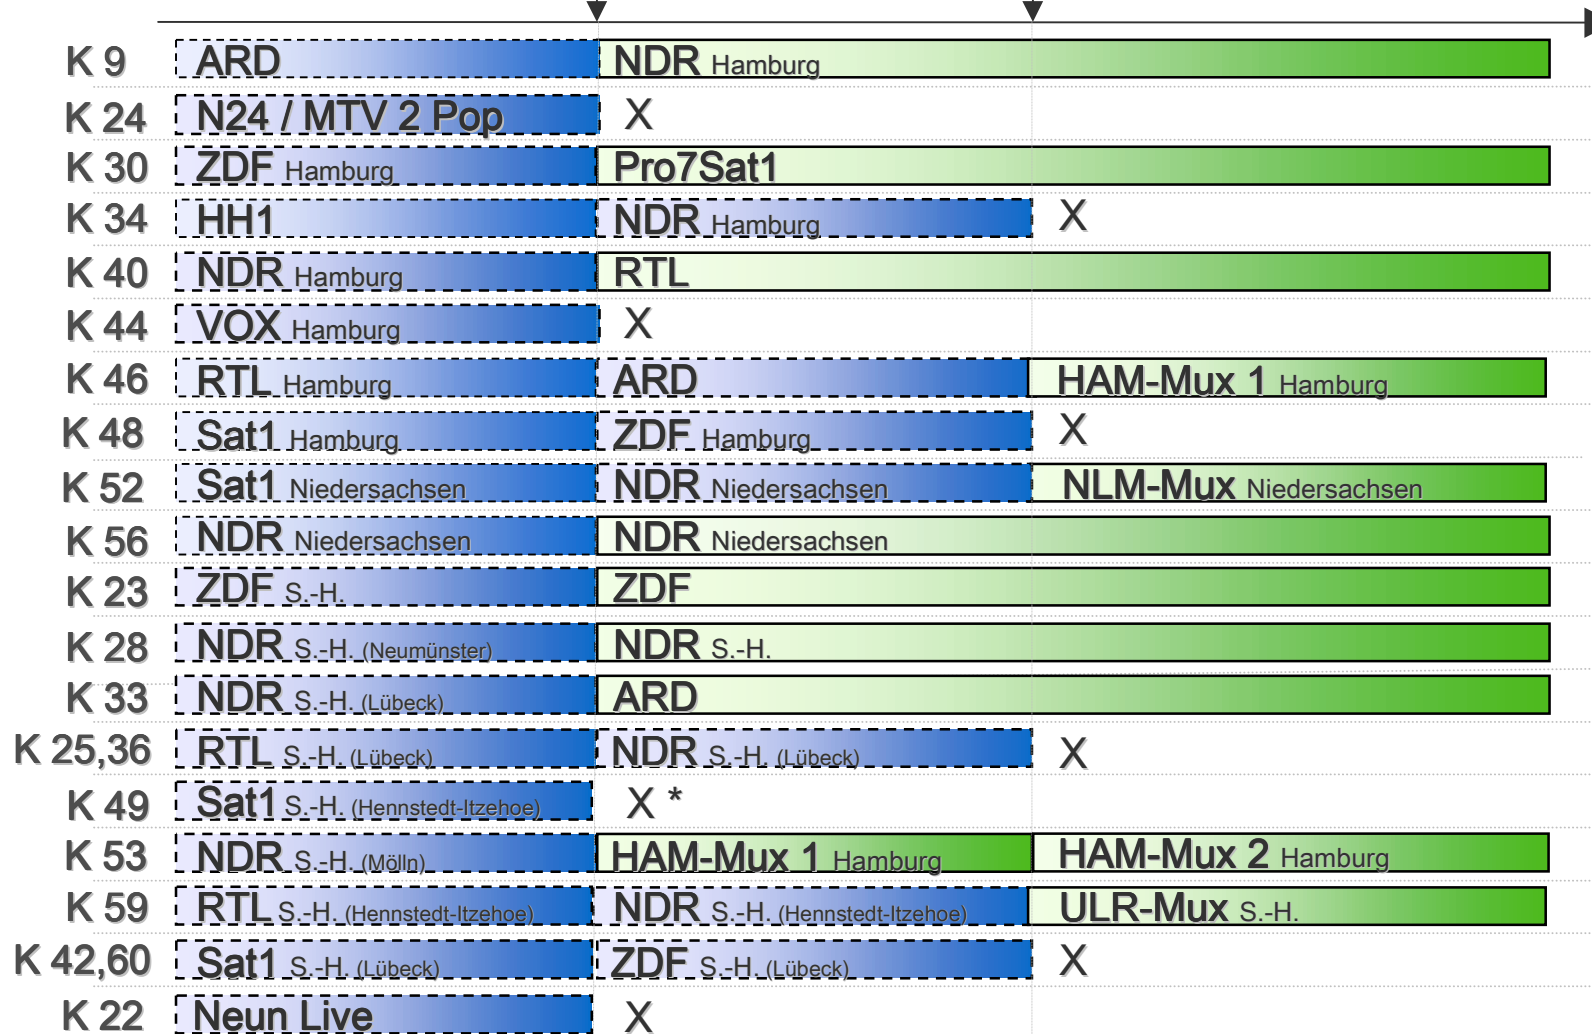 K 9 ARD NDR Hamburg
K 24 N24 / MTV 2 Pop X
K 30 ZDF Hamburg Pro7Sat1
K 34 HH1 NDR Hamburg X
K 40 NDR Hamburg RTL
K 44 VOX Hamburg X
K 46 RTL Hamburg ARD HAM-Mux 1 Hamburg
K 48 Sat1 Hamburg ZDF Hamburg X
K 52 Sat1 Niedersachsen NDR Niedersachsen NLM-Mux Niedersachsen
K 56 NDR Niedersachsen NDR Niedersachsen
K 23 ZDF S.-H. ZDF
K 28 NDR S.-H. (Neumünster) NDR S.-H.
K 33 NDR S.-H. (Lübeck) ARD
K 25,36 RTL S.-H. (Lübeck) NDR S.-H. (Lübeck) X
K 49 Sat1 S.-H. (Hennstedt-Itzehoe) X *
K 53 NDR S.-H. (Mölln) HAM-Mux 1 Hamburg HAM-Mux 2 Hamburg
K 59 RTL S.-H. (Hennstedt-Itzehoe) NDR S.-H. (Hennstedt-Itzehoe) ULR-Mux S.-H.
K 42,60 Sat1 S.-H. (Lübeck) ZDF S.-H. (Lübeck) X
K 22 Neun Live X